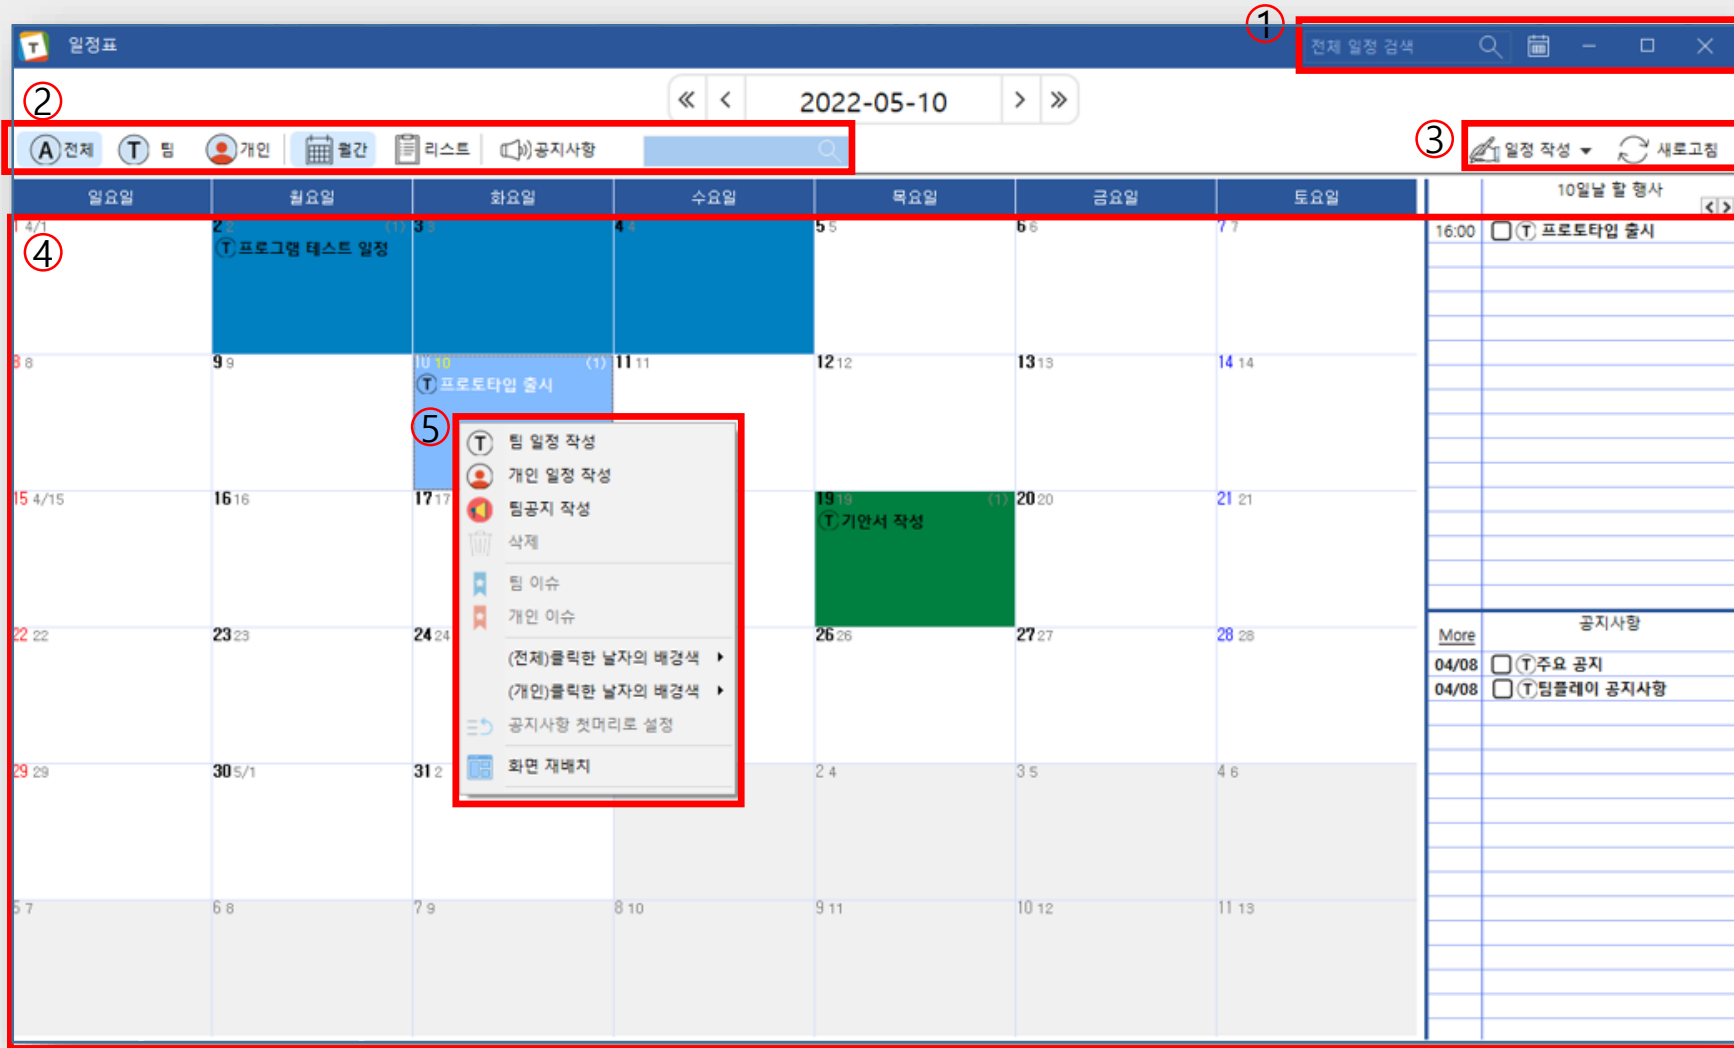 ①
T 일정표 전체 일정 검색
② 2022-05-10
A 전체 T 팀 개인 월간 리스트 공지사항 ③ 일정 작성 새로고침
일요일 월요일 화요일 수요일 목요일 금요일 토요일 10일날 할 행사
④
1 4/1 2 2 (1) 3 3 4 4 5 5 6 6 7 7 16:00 T 프로토타입 출시
T 프로그램 테스트 일정
8 8 9 9 10 10 (1) 11 11 12 12 13 13 14 14
T 프로토타입 출시
⑤
T 팀 일정 작성
개인 일정 작성
팀공지 작성
삭제
팀 이슈
개인 이슈
(전체)클릭한 날자의 배경색
(개인)클릭한 날자의 배경색
공지사항 첫머리로 설정
화면 재배치
15 4/15 16 16 17 17 19 19 (1) 20 20 21 21
T 기안서 작성
22 22 23 23 24 24 26 26 27 27 28 28
29 29 30 5/1 31 2 2 4 3 5 4 6
5 7 6 8 7 9 8 10 9 11 10 12 11 13
공지사항
More
04/08 T 주요 공지
04/08 T 팀플레이 공지사항